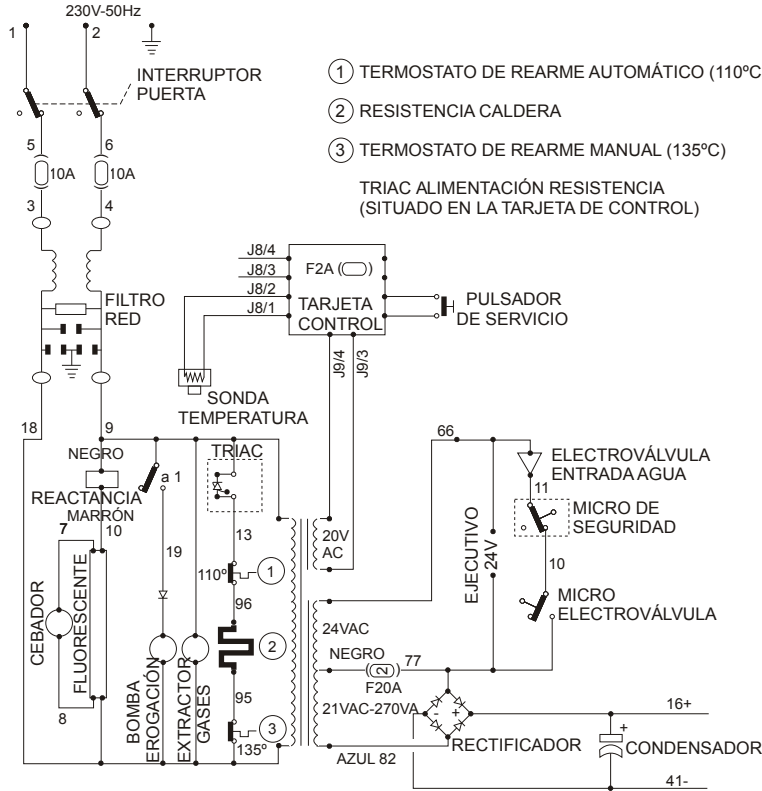 230V-50Hz
1
2
INTERRUPTOR
PUERTA
1 TERMOSTATO DE REARME AUTOMÁTICO (110ºC
2 RESISTENCIA CALDERA
3 TERMOSTATO DE REARME MANUAL (135ºC)
TRIAC ALIMENTACIÓN RESISTENCIA
(SITUADO EN LA TARJETA DE CONTROL)
5
6
10A
10A
3
4
J8/4
J8/3
J8/2
J8/1
F2A
TARJETA
CONTROL
PULSADOR
DE SERVICIO
FILTRO
RED
J9/4
J9/3
SONDA
TEMPERATURA
18
9
NEGRO
REACTANCIA
MARRÓN
10
7
CEBADOR
FLUORESCENTE
8
a 1
19
BOMBA
EROGACIÓN
EXTRACTOR
GASES
TRIAC
13
110º
1
96
2
95
3
135º
20V
AC
24VAC
NEGRO
77
2
F20A
21VAC-270VA
AZUL 82
66
EJECUTIVO
24V
ELECTROVÁLVULA
ENTRADA AGUA
11
MICRO DE
SEGURIDAD
10
MICRO
ELECTROVÁLVULA
- +
RECTIFICADOR
16+
+
CONDENSADOR
41-